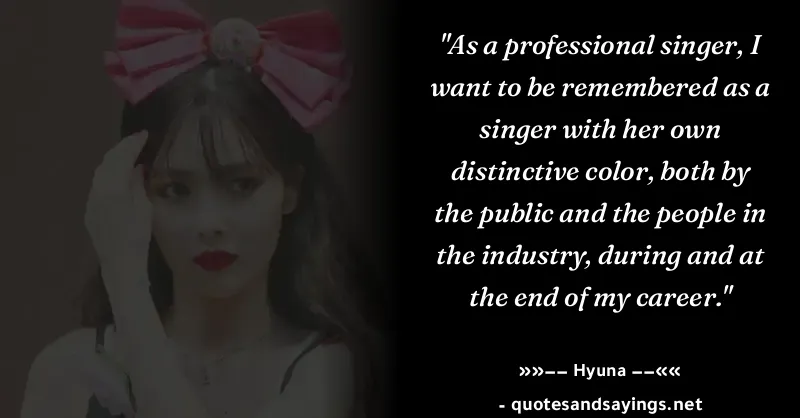 "As a professional singer, I
want to be remembered as a
singer with her own
distinctive color, both by
the public and the people in
the industry, during and at
the end of my career."
»»−− Hyuna −−««
- quotesandsayings.net